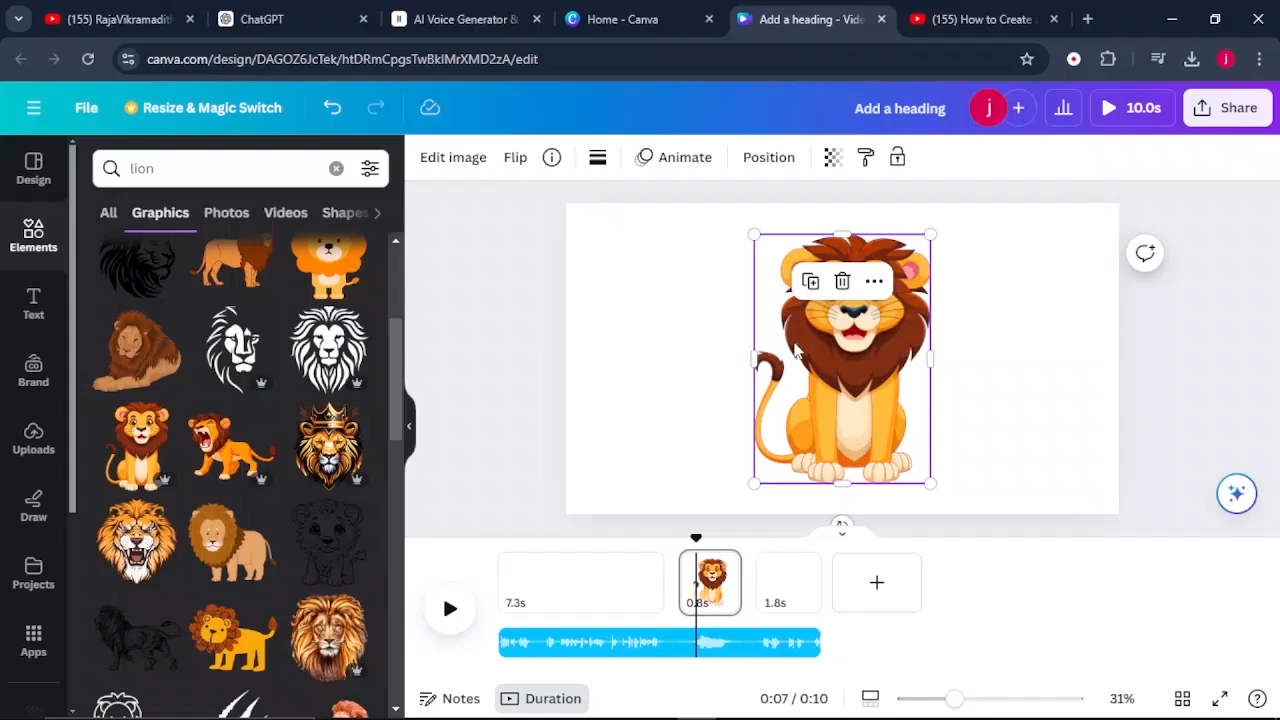 (155) RajaVikramadith
ChatGPT
AI Voice Generator &
Home - Canva
Add a heading - Vide
(155) How to Create
canva.com/design/DAGOZ6JcTek/htDRmCpgsTwBkIMrXMD2zA/edit
j
File
Resize & Magic Switch
Add a heading
j
10.0s
Share
Design
Elements
Text
Brand
Uploads
Draw
Projects
Apps
lion
All
Graphics
Photos
Videos
Shapes
Edit image
Flip
Animate
Position
7.3s
0.8s
1.8s
Notes
Duration
0:07 / 0:10
31%